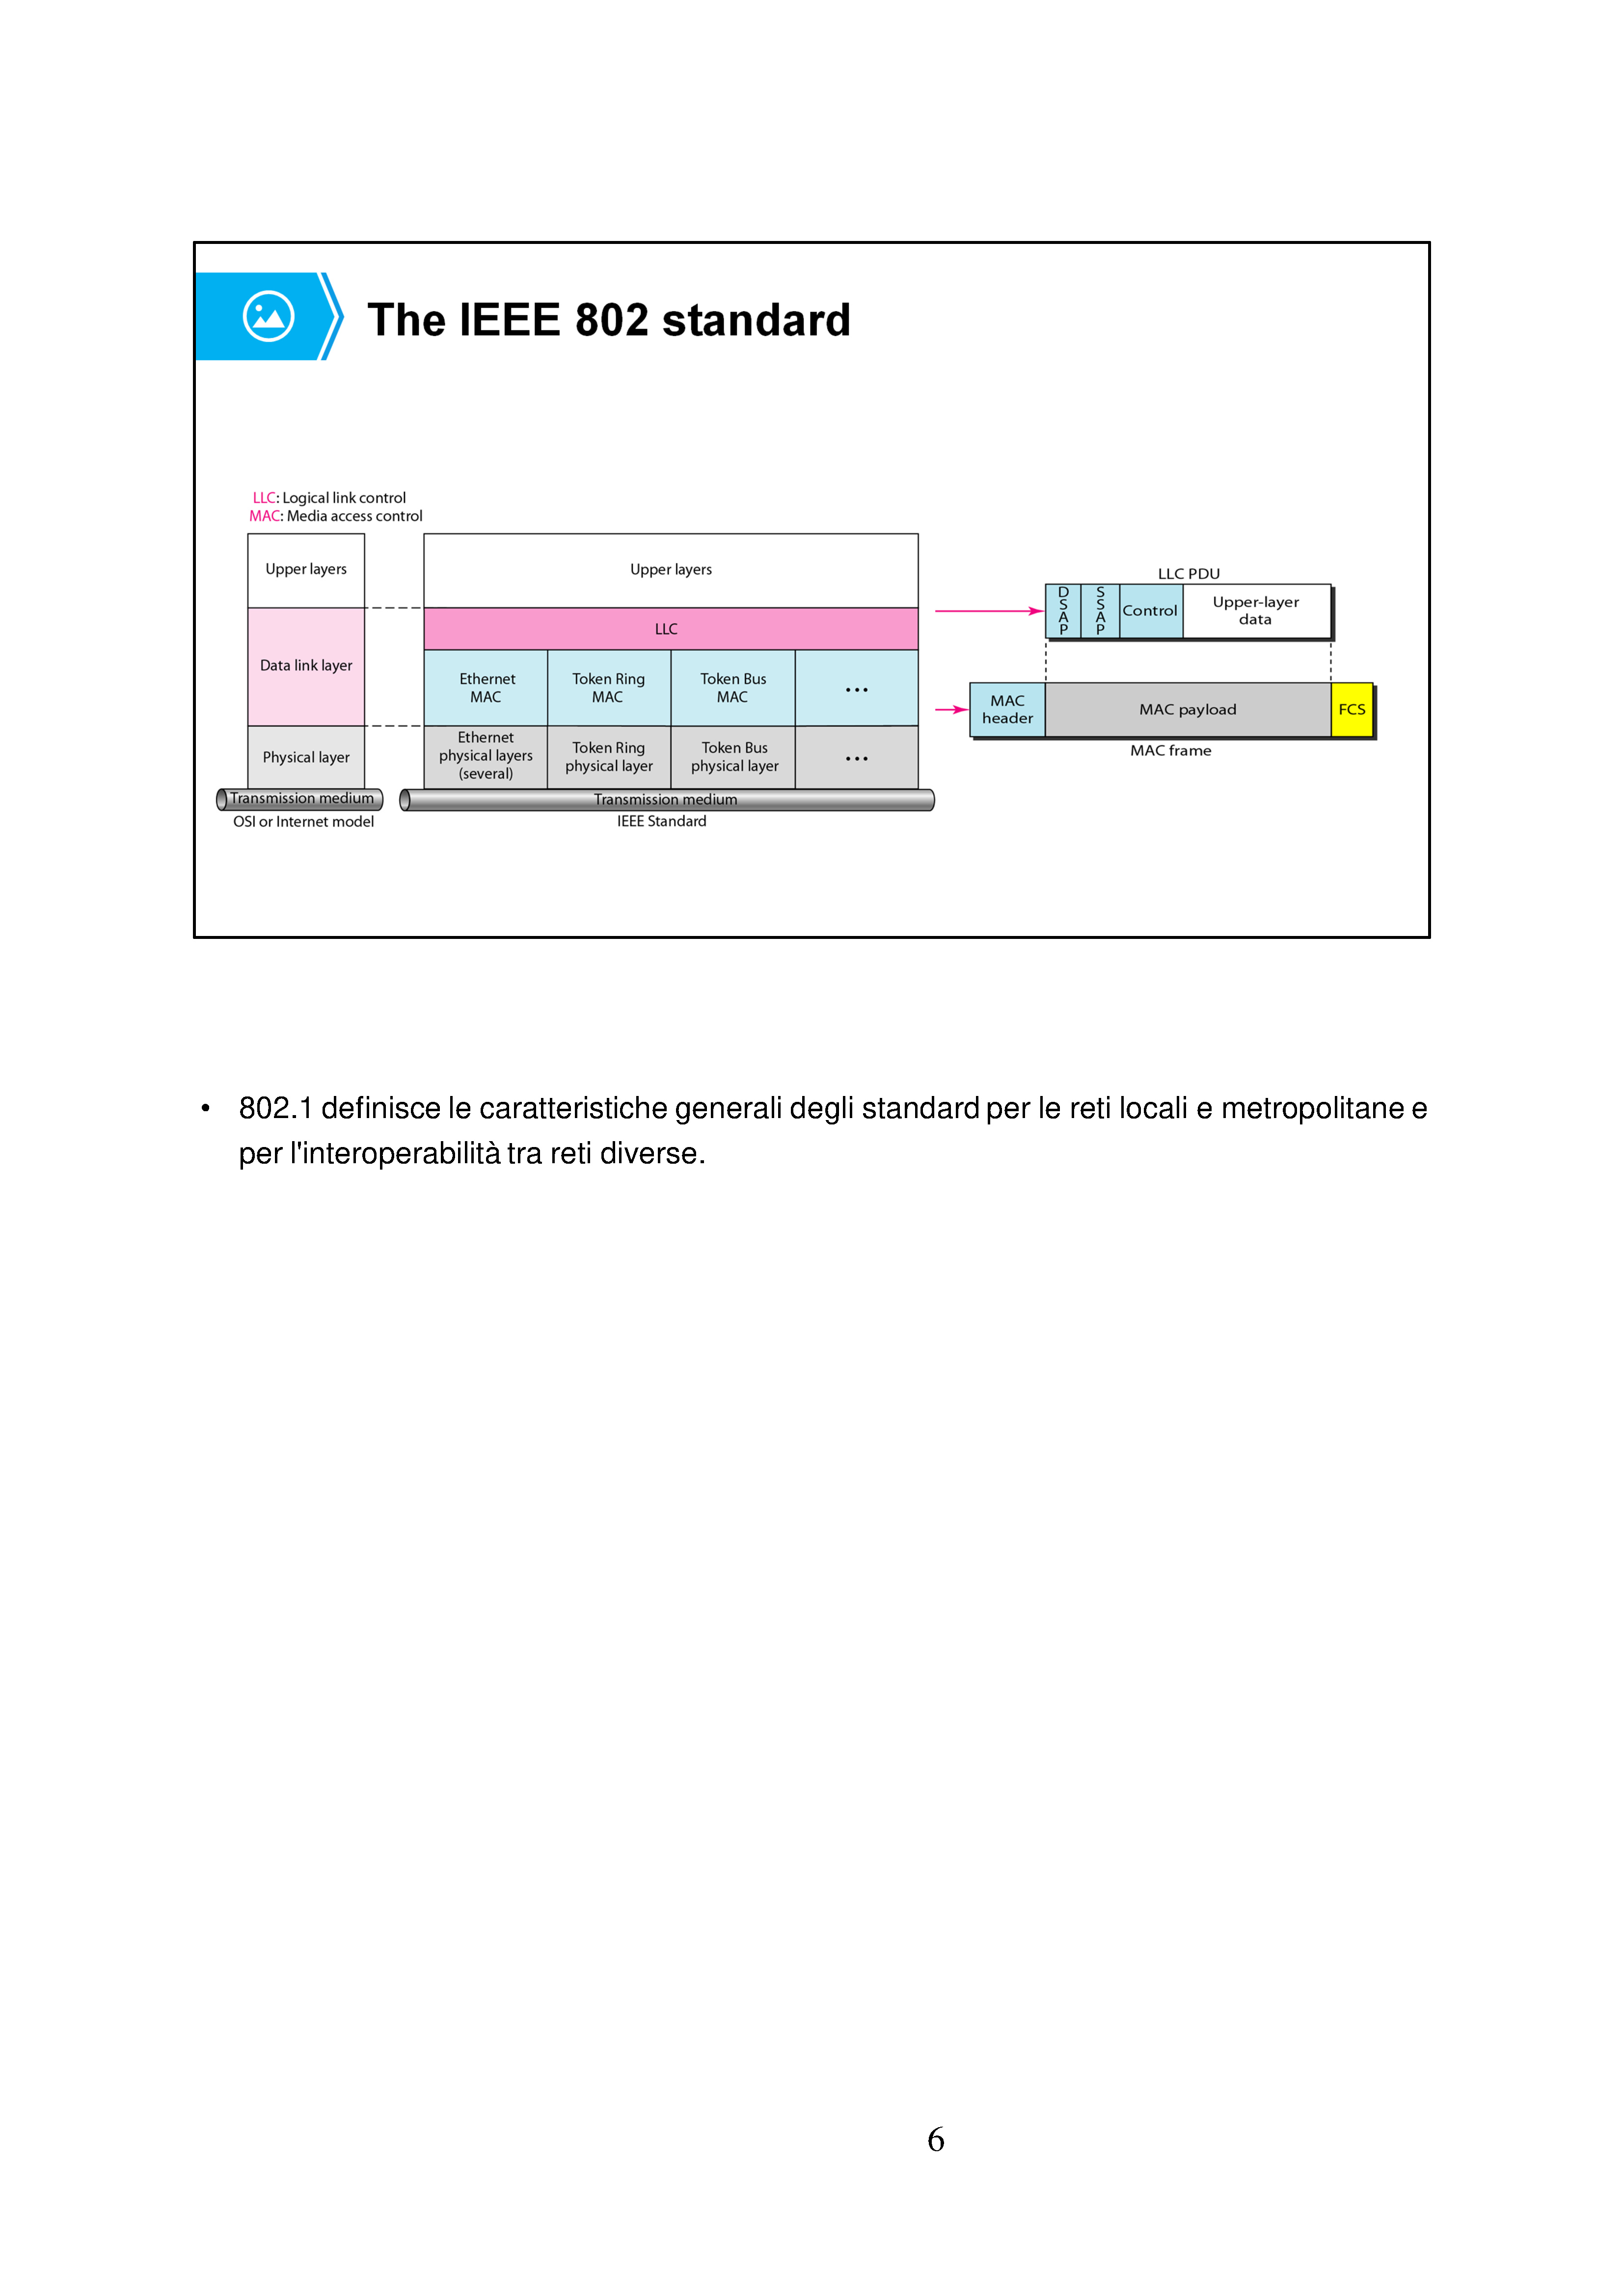 The IEEE 802 standard
LLC: Logical link control
MAC: Media access control
Upper layers
Data link layer
Physical layer
Transmission medium
OSI or Internet model
Upper layers
LLC
Ethernet
MAC
Token Ring
MAC
Token Bus
MAC
...
Ethernet
physical layers
(several)
Token Ring
physical layer
Token Bus
physical layer
...
Transmission medium
IEEE Standard
LLC PDU
DSAP
SSAP
Control
Upper-layer
data
MAC
header
MAC payload
FCS
MAC frame
• 802.1 definisce le caratteristiche generali degli standard per le reti locali e metropolitane e
per l'interoperabilità tra reti diverse.
6